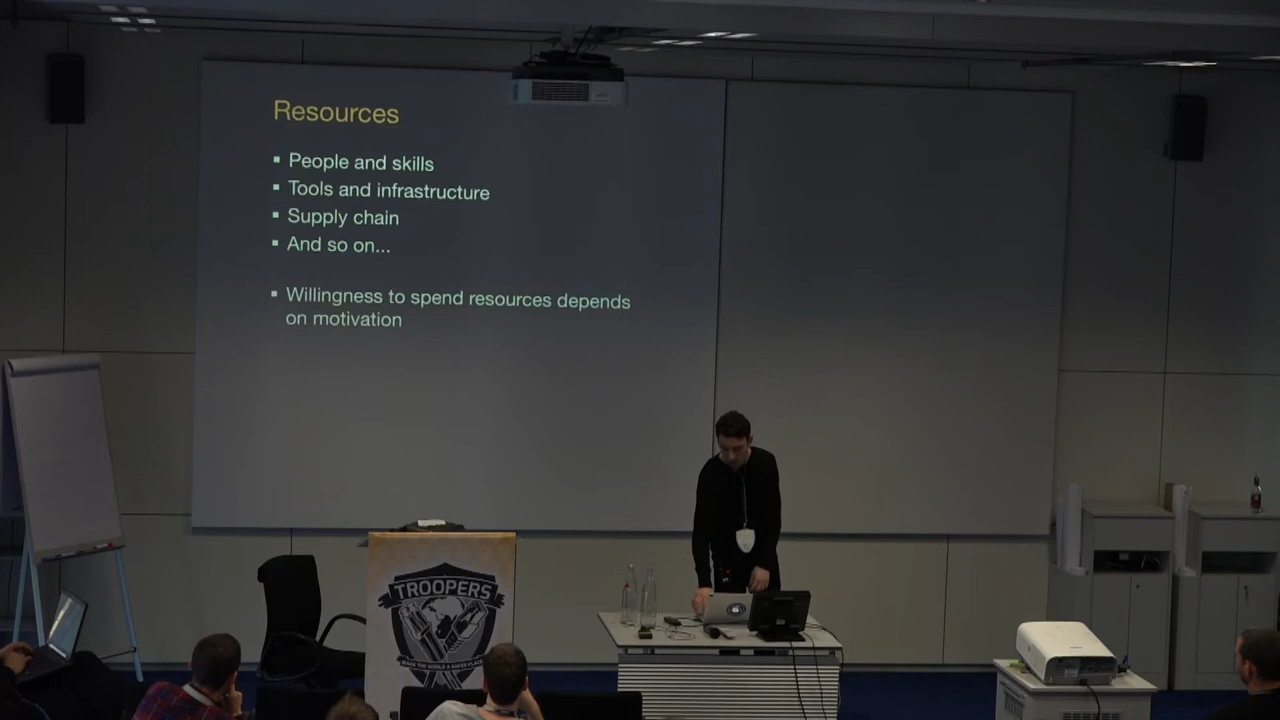 Resources
▪ People and skills
▪ Tools and infrastructure
▪ Supply chain
▪ And so on...
▪ Willingness to spend resources depends
on motivation
TROOPERS
MAKE THE WORLD A SAFER PLACE